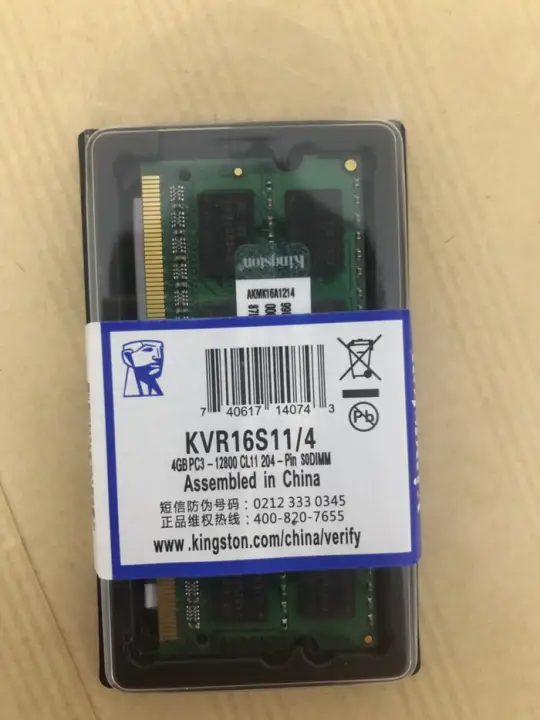 Kingston
AKMK16A1214
7 40617 14074 3
KVR16S11/4
4GB PC3 - 12800 CL11 204 - Pin SODIMM
Assembled in China
短信防伪号码：0212 333 0345
正品维权热线：400-820-7655
www.kingston.com/china/verify
Pb